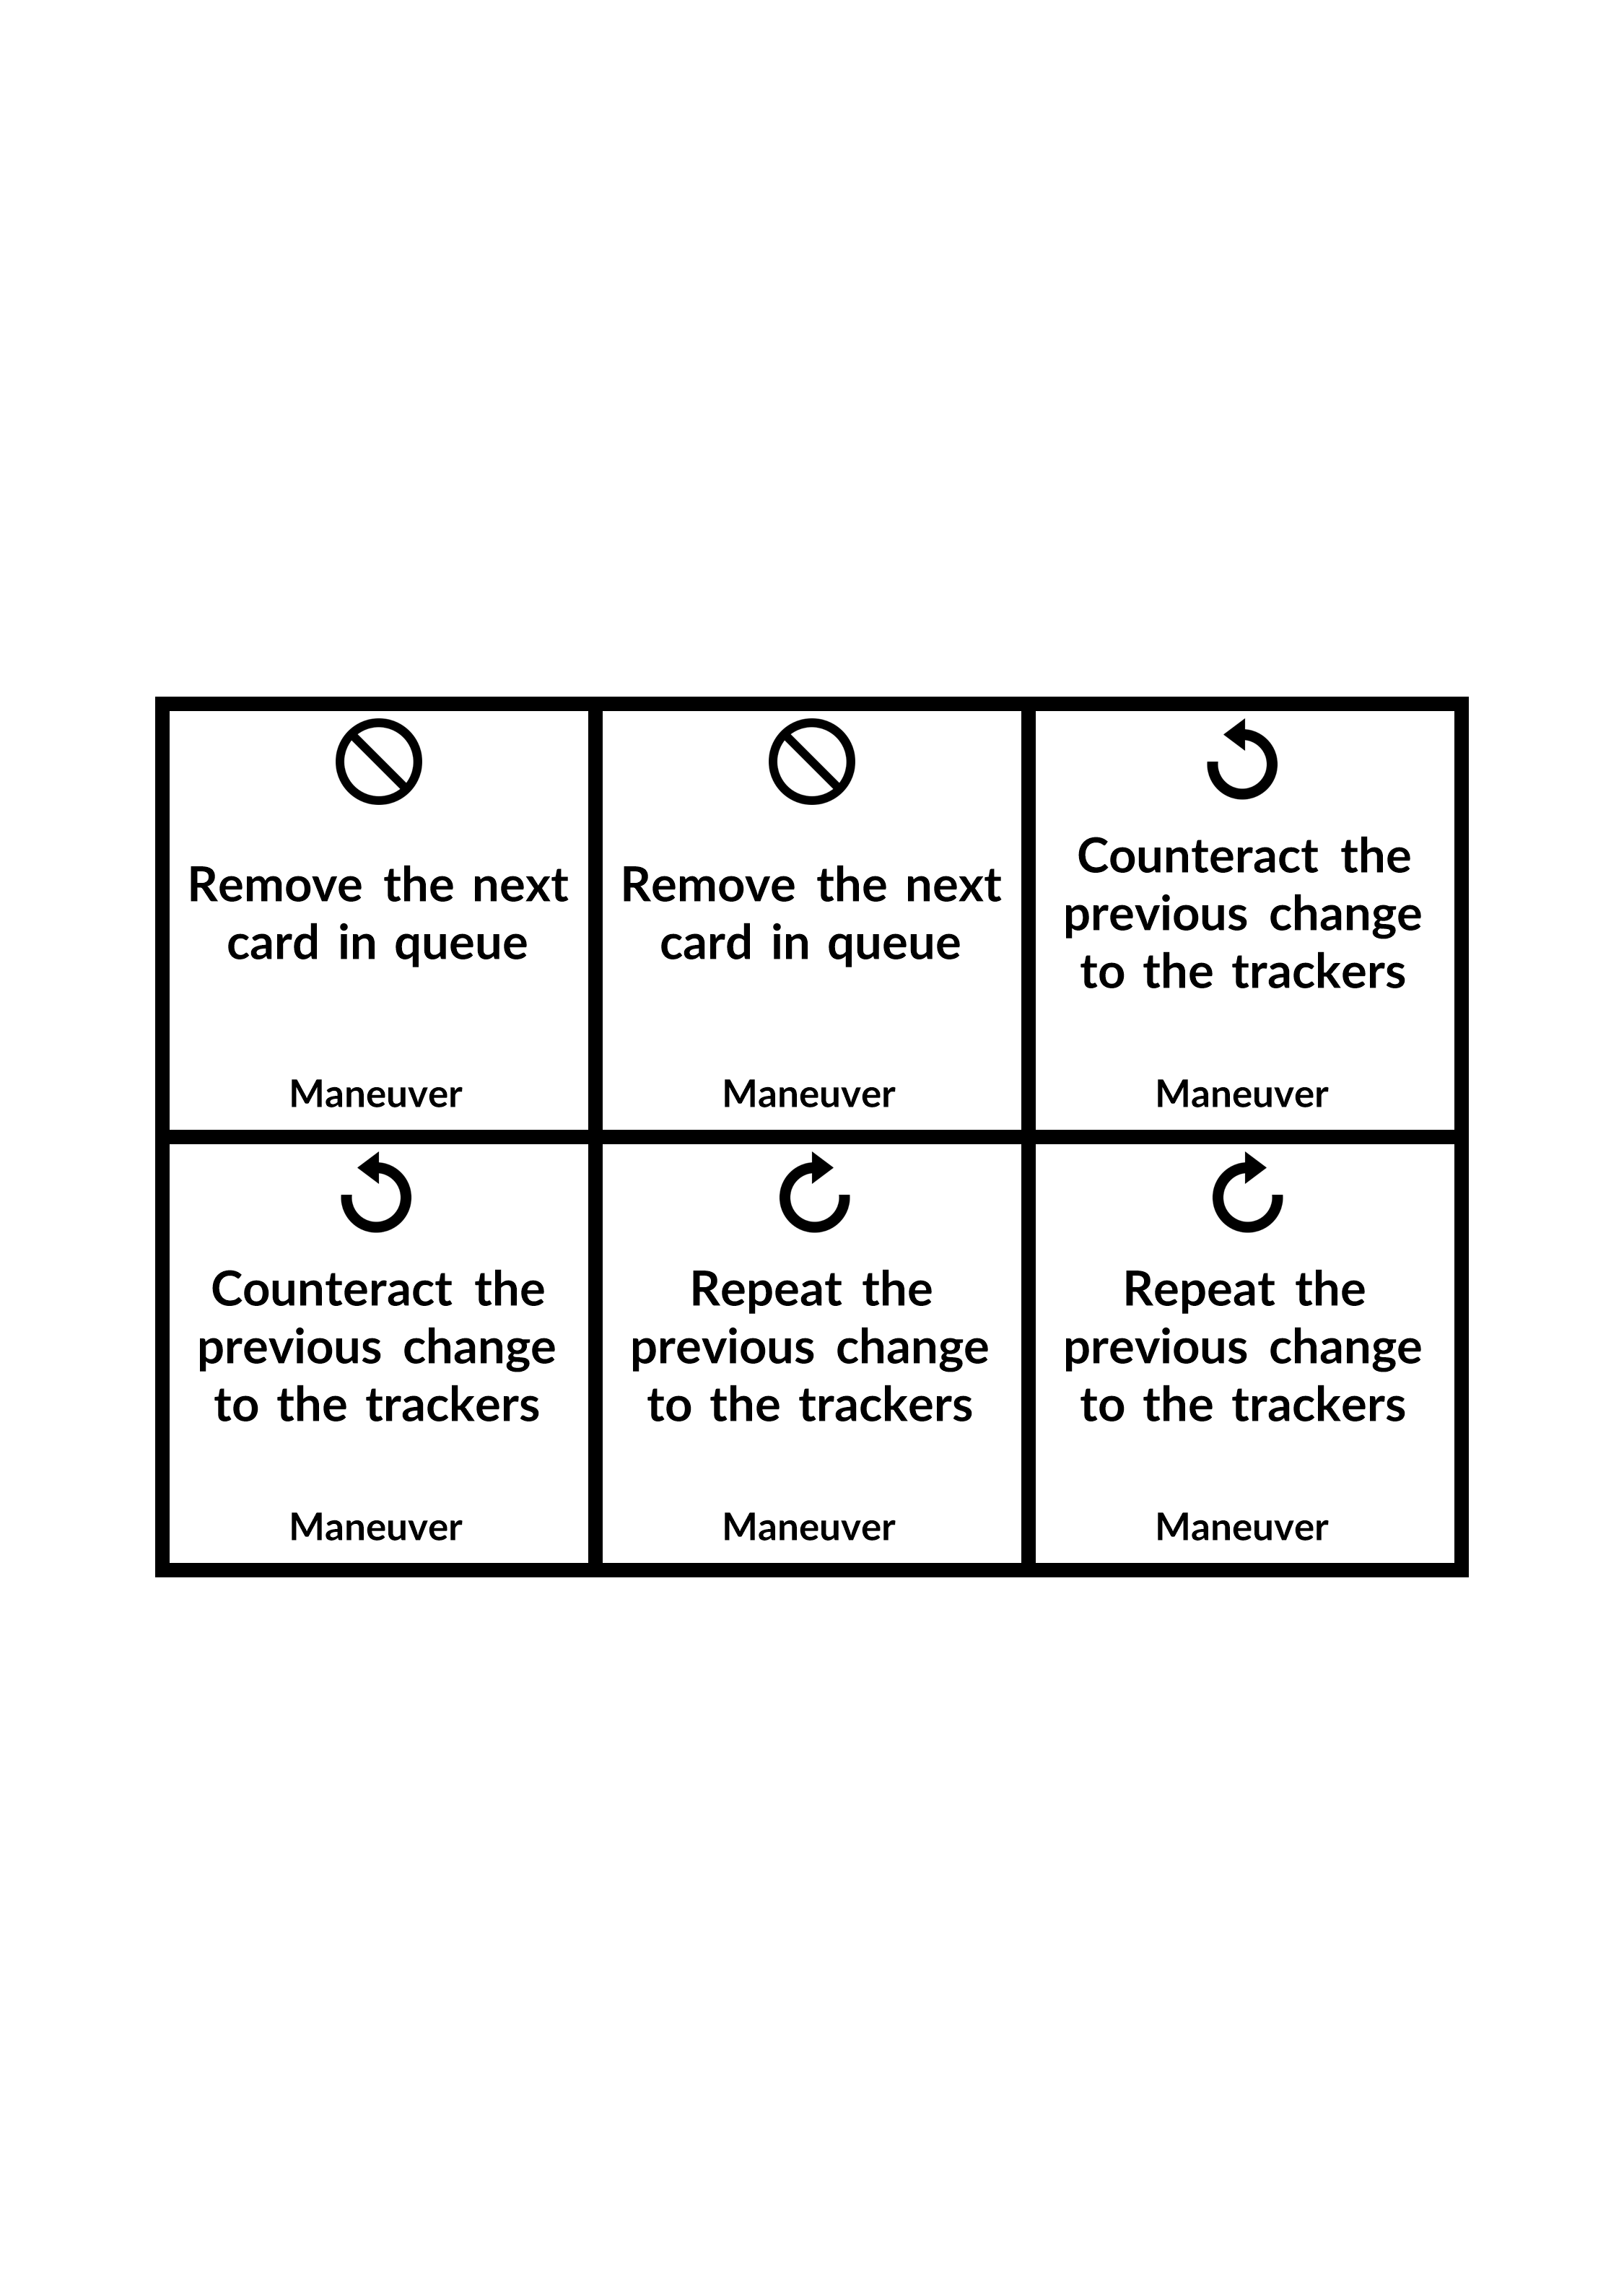 Remove the next
card in queue
Maneuver
Remove the next
card in queue
Maneuver
Counteract the
previous change
to the trackers
Maneuver
Counteract the
previous change
to the trackers
Maneuver
Repeat the
previous change
to the trackers
Maneuver
Repeat the
previous change
to the trackers
Maneuver